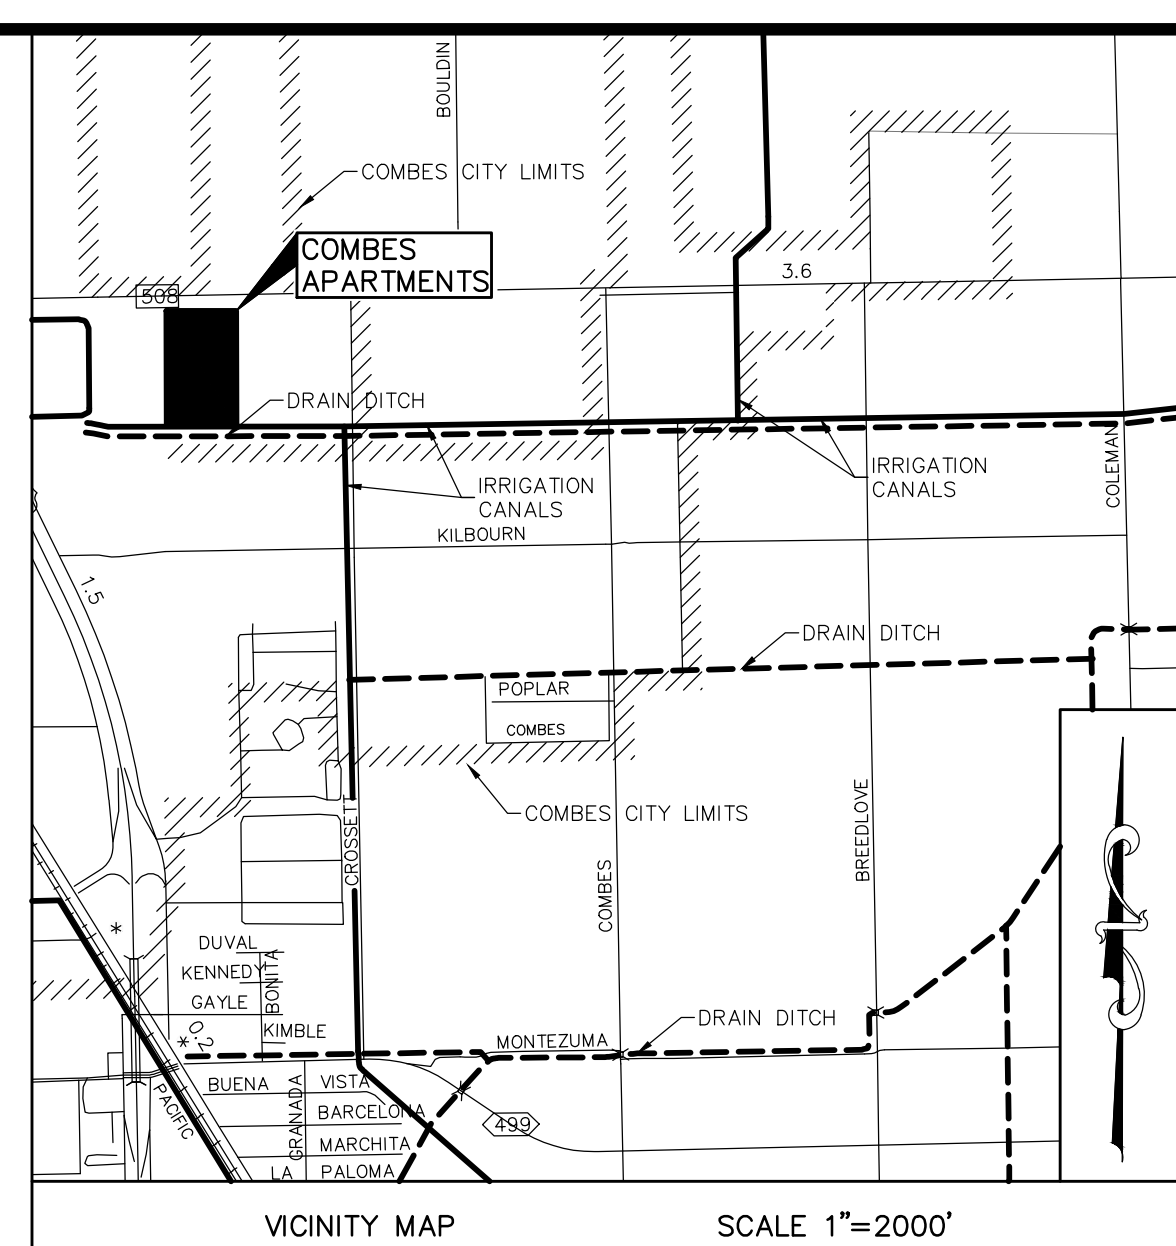 BOULDIN
COMBES CITY LIMITS
COMBES
APARTMENTS
508
3.6
DRAIN DITCH
IRRIGATION
CANALS
COLEMAN
IRRIGATION
CANALS
KILBOURN
1.5
DRAIN DITCH
POPLAR
COMBES
COMBES CITY LIMITS
CROSSETT
COMBES
BREEDLOVE
*
DUVAL
KENNEDY
GAYLE
BONITA
KIMBLE
*
0.2
MONTEZUMA
DRAIN DITCH
PACIFIC
BUENA VISTA
GRANADA
BARCELONA
MARCHITA
LA PALOMA
499
VICINITY MAP
SCALE 1"=2000'